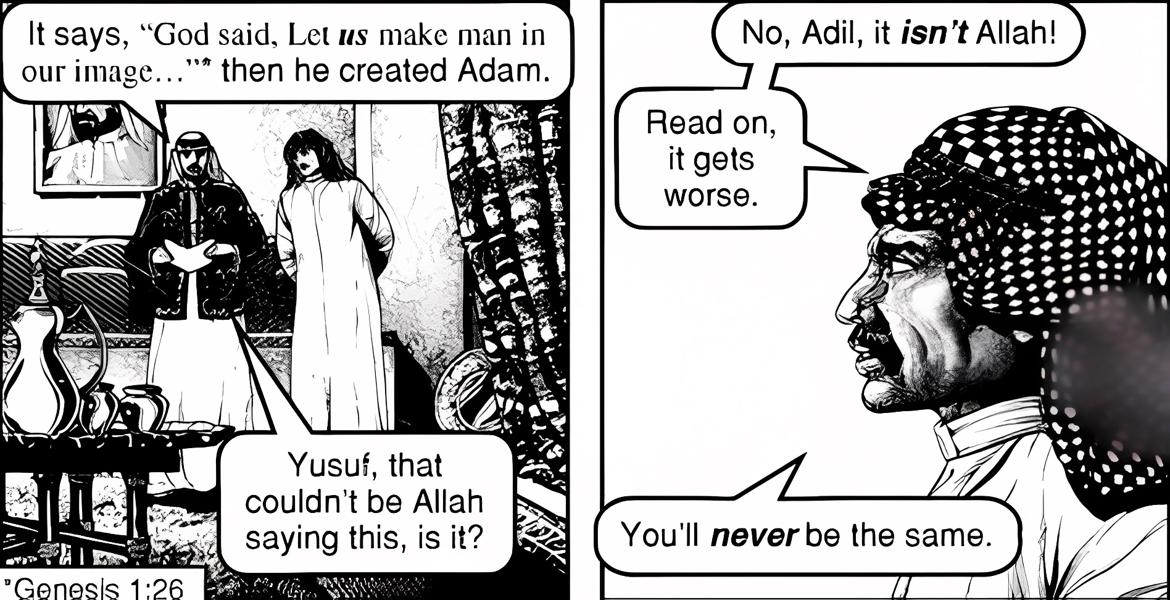 It says, “God said, Let us make man in
our image...”* then he created Adam.
Yusuf, that
couldn't be Allah
saying this, is it?
*Genesis 1:26
No, Adil, it isn't Allah!
Read on,
it gets
worse.
You'll never be the same.